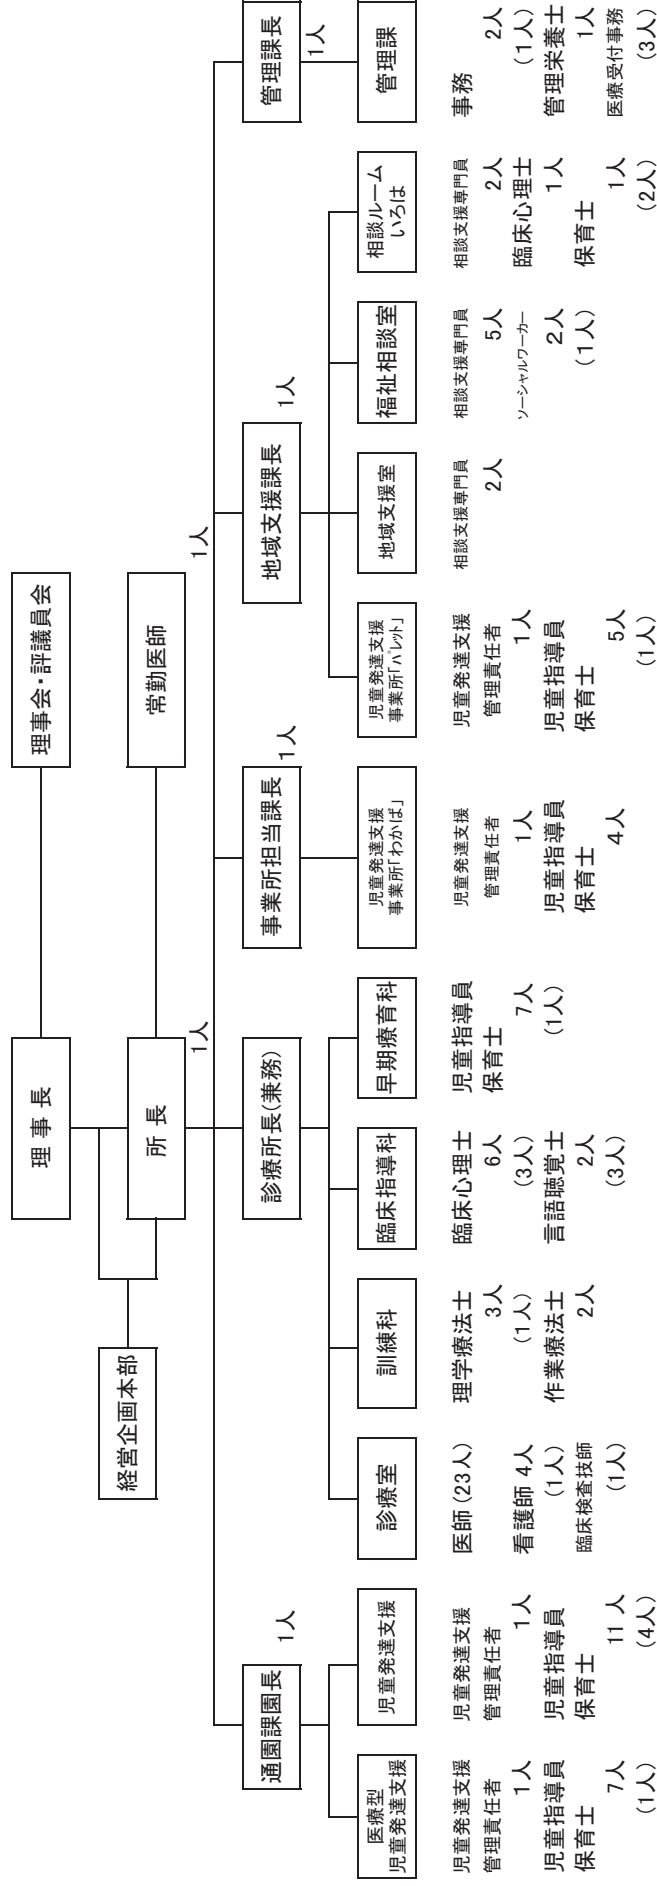 理事長
理事会・評議員会
経営企画本部
所長
常勤医師
1人
1人
通園課園長
1人
診療所長(兼務)
事業所担当課長
1人
地域支援課長
1人
管理課長
1人
医療型
児童発達支援
児童発達支援
管理責任者
1人
児童指導員
保育士
7人
(1人)
児童発達支援
児童発達支援
管理責任者
1人
児童指導員
保育士
11人
(4人)
診療室
医師(23人)
看護師 4人
(1人)
臨床検査技師
(1人)
訓練科
理学療法士
3人
(1人)
作業療法士
2人
臨床指導科
臨床心理士
6人
(3人)
言語聴覚士
2人
(3人)
早期療育科
児童指導員
保育士
7人
(1人)
児童発達支援
事業所「わかば」
児童発達支援
管理責任者
1人
児童指導員
保育士
4人
児童発達支援
事業所「パレット」
児童発達支援
管理責任者
1人
児童指導員
保育士
5人
(1人)
地域支援室
相談支援専門員
2人
福祉相談室
相談支援専門員
5人
ソーシャルワーカー
2人
(1人)
相談ルーム
いろは
相談支援専門員
2人
臨床心理士
1人
保育士
1人
(2人)
管理課
事務
2人
(1人)
管理栄養士
1人
医療受付事務
(3人)